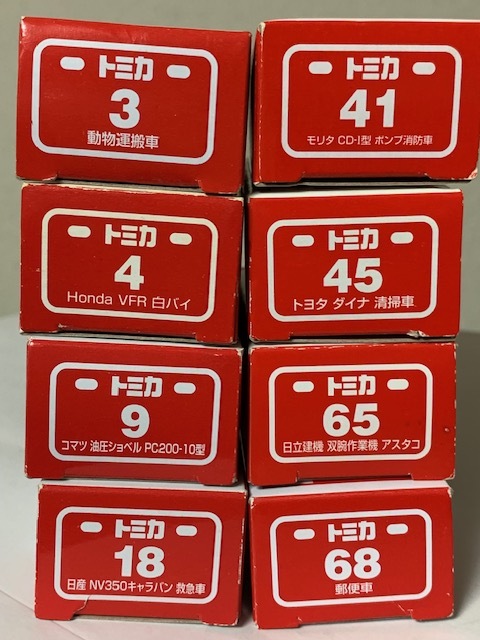 トミカ
3
動物運搬車
トミカ
41
モリタ CD-I型 ポンプ消防車
トミカ
4
Honda VFR 白バイ
トミカ
45
トヨタ ダイナ 清掃車
トミカ
9
コマツ 油圧ショベル PC200-10型
トミカ
65
日立建機 双腕作業機 アスタコ
トミカ
18
日産 NV350キャラバン 救急車
トミカ
68
郵便車